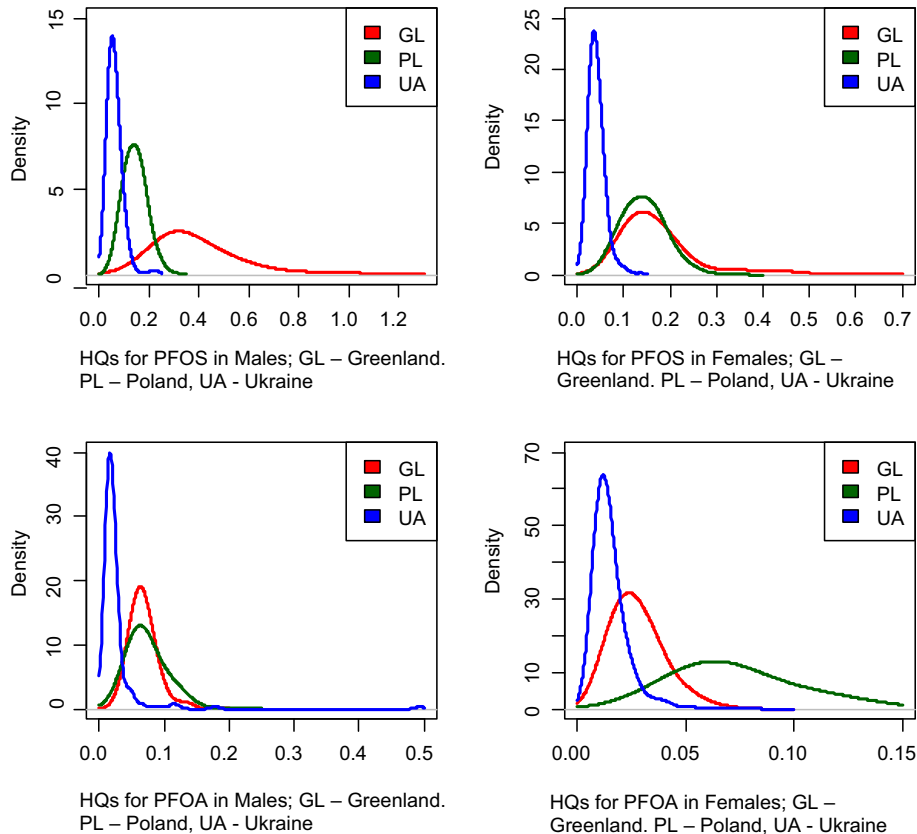 15
10
5
0
Density
GL
PL
UA
0.0 0.2 0.4 0.6 0.8 1.0 1.2
HQs for PFOS in Males; GL – Greenland.
PL – Poland, UA - Ukraine
25
20
15
10
5
0
Density
GL
PL
UA
0.0 0.1 0.2 0.3 0.4 0.5 0.6 0.7
HQs for PFOS in Females; GL –
Greenland. PL – Poland, UA - Ukraine
40
30
20
10
0
Density
GL
PL
UA
0.0 0.1 0.2 0.3 0.4 0.5
HQs for PFOA in Males; GL – Greenland.
PL – Poland, UA - Ukraine
70
50
30
10
0
Density
GL
PL
UA
0.00 0.05 0.10 0.15
HQs for PFOA in Females; GL –
Greenland. PL – Poland, UA - Ukraine